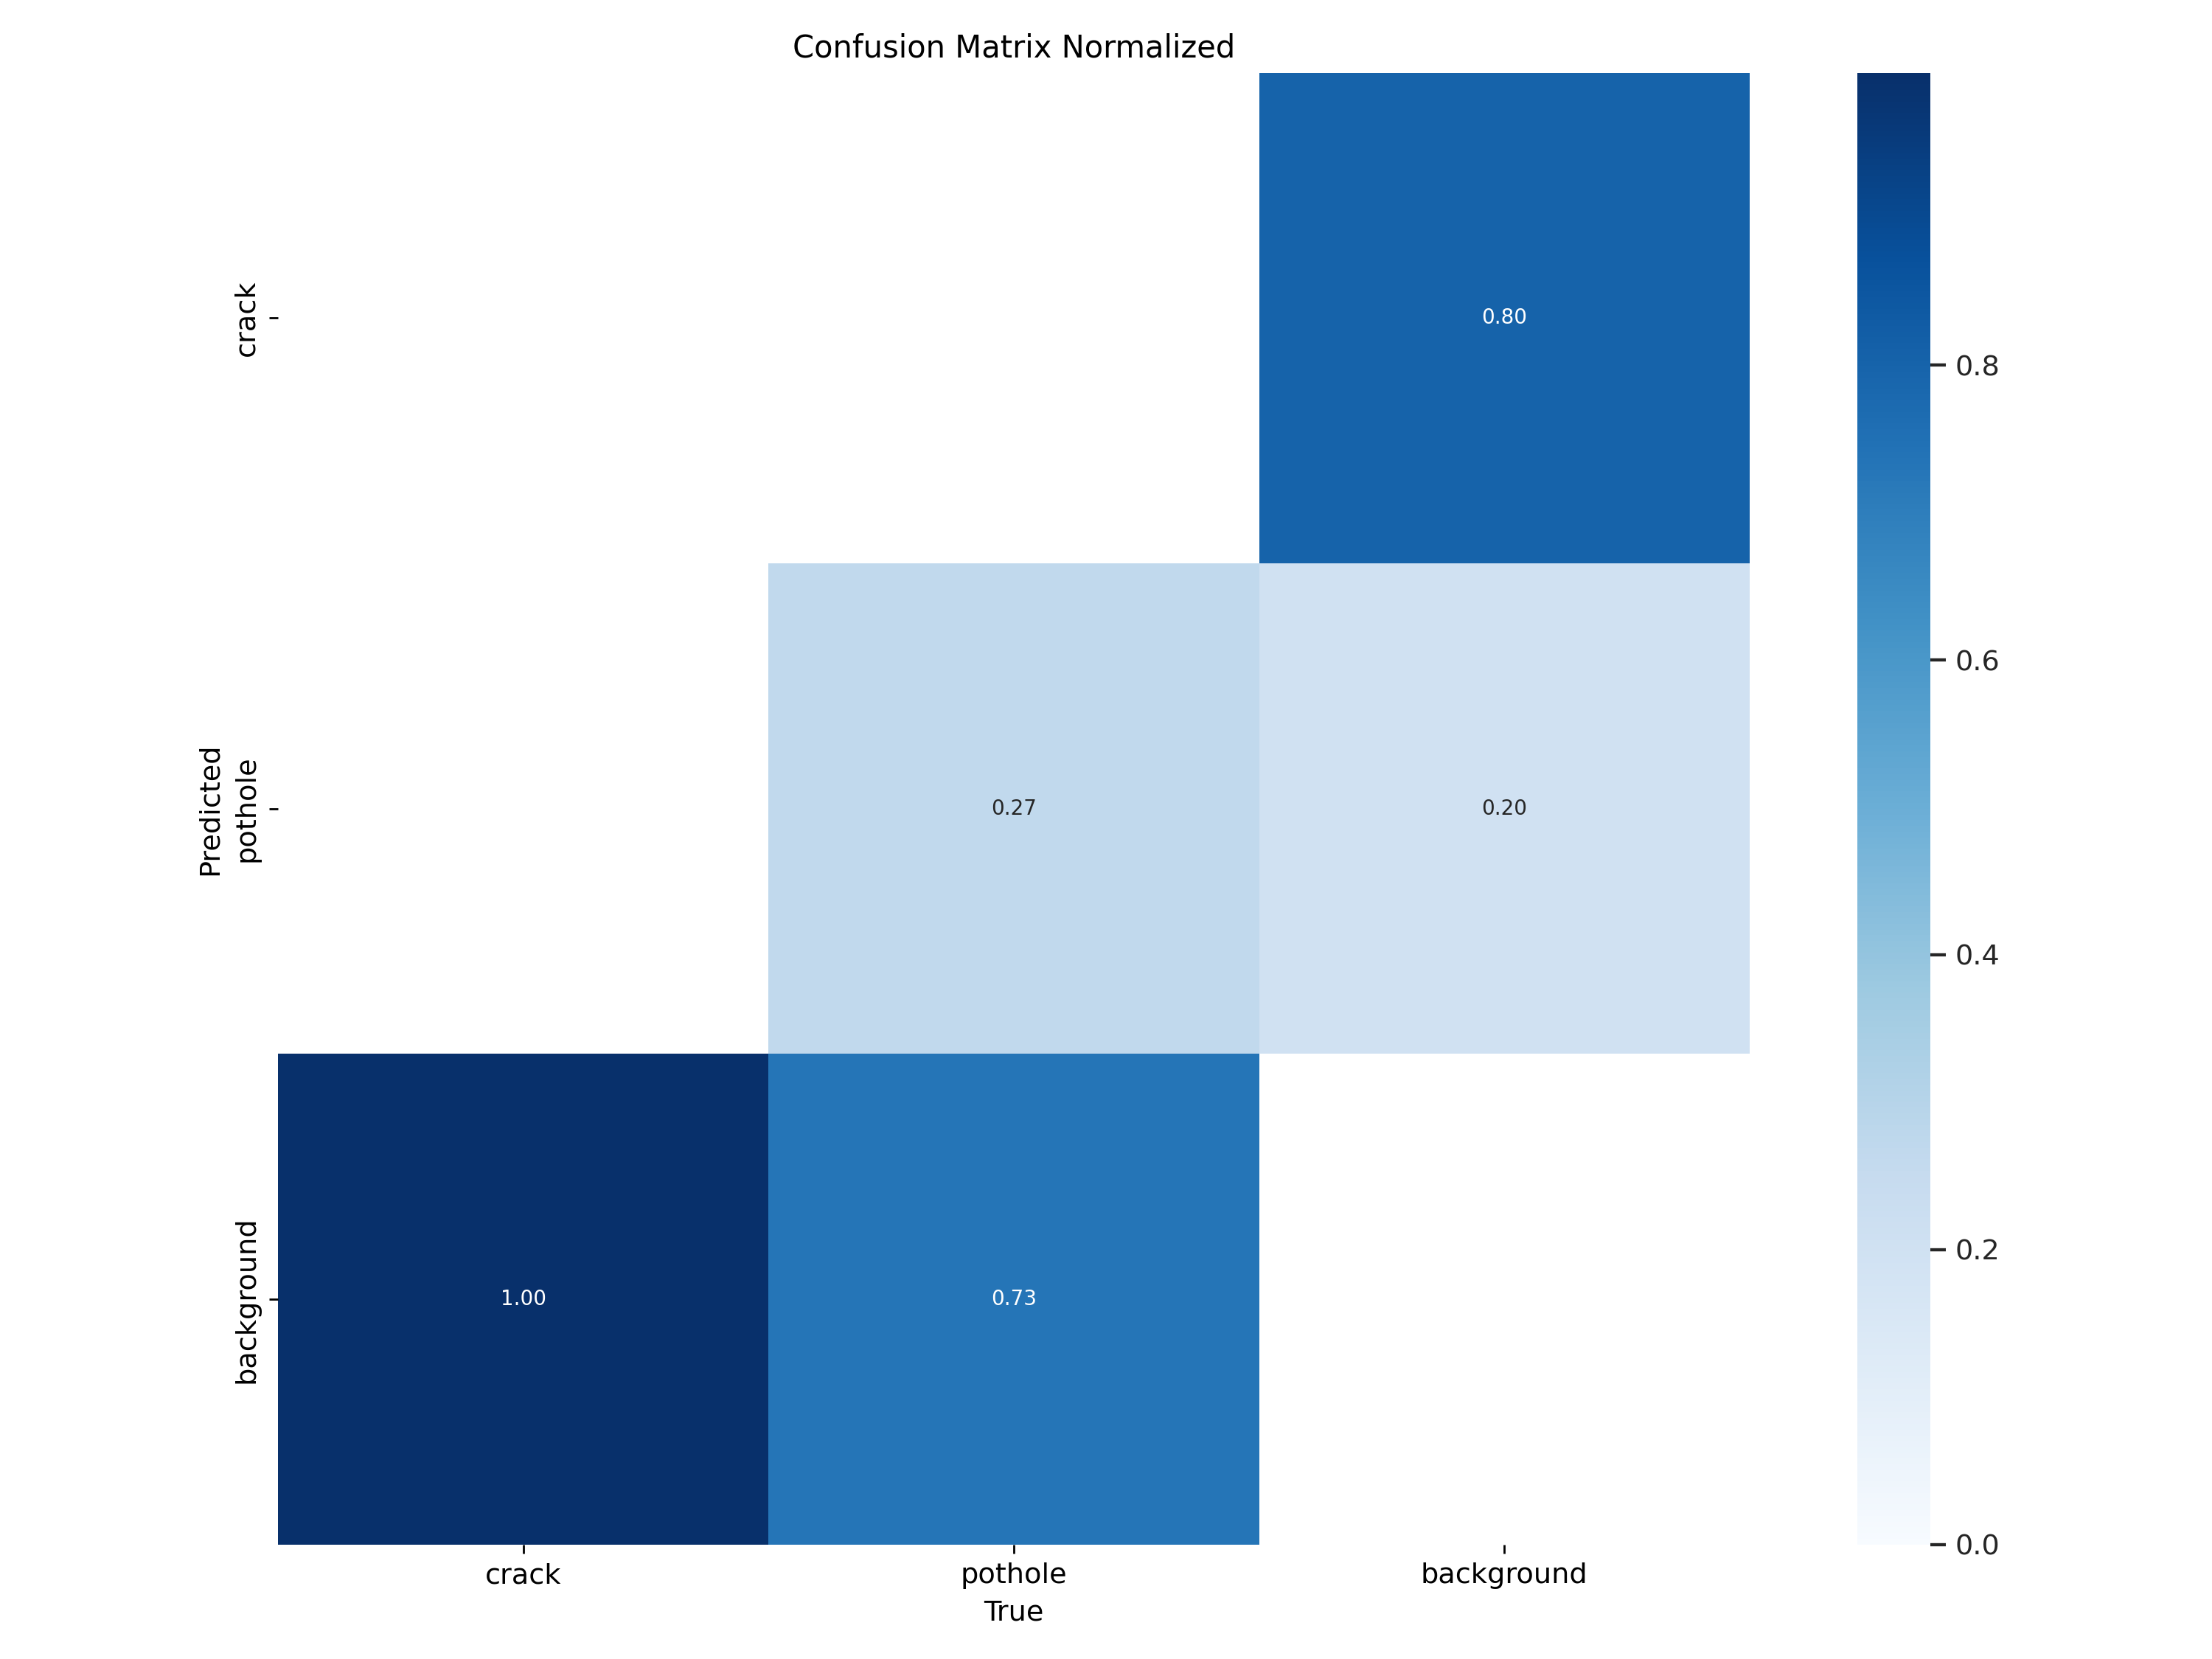 Confusion Matrix Normalized
crack
0.80
0.8
0.6
Predicted
pothole
0.27
0.20
0.4
background
1.00
0.73
0.2
0.0
crack
pothole
background
True